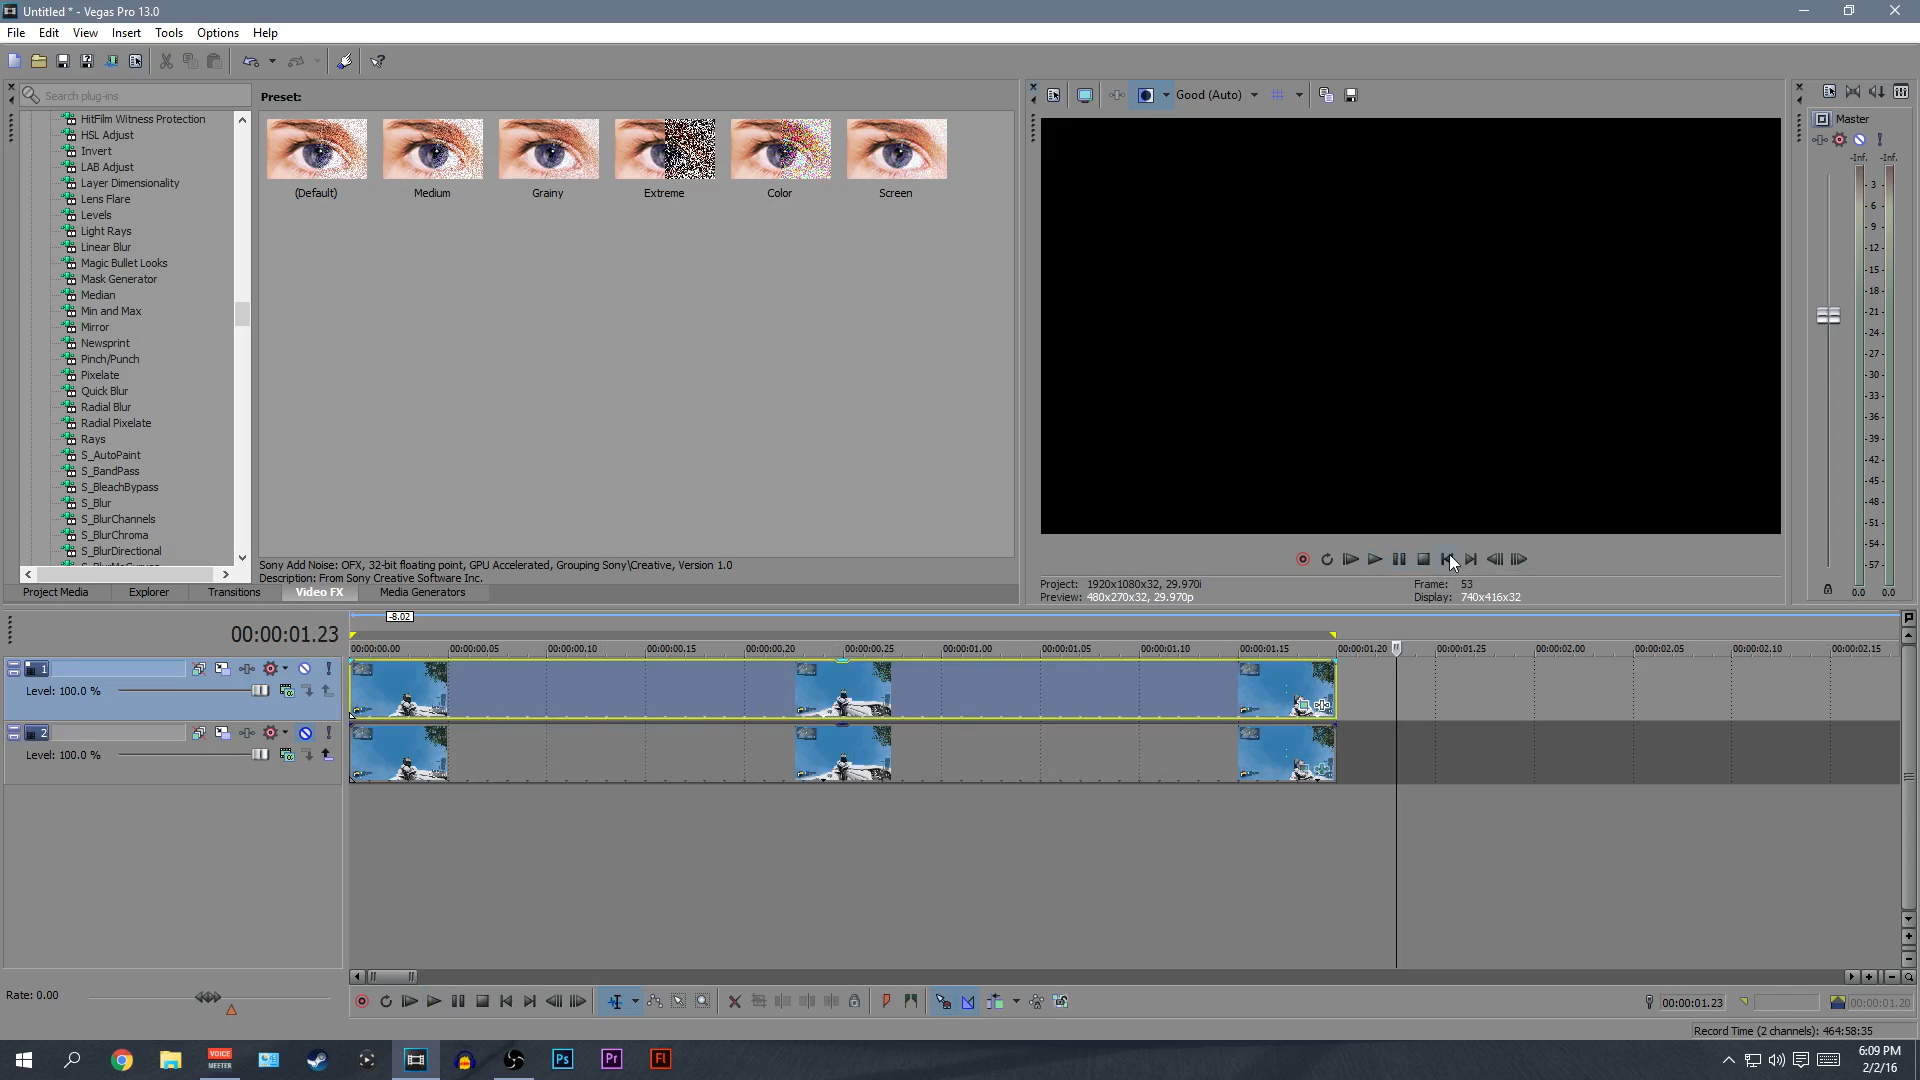 Untitled * - Vegas Pro 13.0
File Edit View Insert Tools Options Help
Search plug-ins
HitFilm Witness Protection
HSL Adjust
Invert
LAB Adjust
Layer Dimensionality
Lens Flare
Levels
Light Rays
Linear Blur
Magic Bullet Looks
Mask Generator
Median
Min and Max
Mirror
Newsprint
Pinch/Punch
Pixelate
Quick Blur
Radial Blur
Radial Pixelate
Rays
S_AutoPaint
S_BandPass
S_BleachBypass
S_Blur
S_BlurChannels
S_BlurChroma
S_BlurDirectional
Preset:
(Default) Medium Grainy Extreme Color Screen
Sony Add Noise: OFX, 32-bit floating point, GPU Accelerated, Grouping Sony\Creative, Version 1.0
Description: From Sony Creative Software Inc.
Project Media Explorer Transitions Video FX Media Generators
Good (Auto)
Project: 1920x1080x32, 29.970i Frame: 53
Preview: 480x270x32, 29.970p Display: 740x416x32
Master
-Inf. -Inf.
3
6
9
12
15
18
21
24
27
30
33
36
39
42
45
48
51
54
57
0.0 0.0
-8.02
00:00:01.23
00:00:00.00 00:00:00.05 00:00:00.10 00:00:00.15 00:00:00.20 00:00:00.25 00:00:01.00 00:00:01.05 00:00:01.10 00:00:01.15 00:00:01.20 00:00:01.25 00:00:02.00 00:00:02.05 00:00:02.10 00:00:02.15
1
Level: 100.0 %
2
Level: 100.0 %
Rate: 0.00
00:00:01.23 00:00:01.20
Record Time (2 channels): 464:58:35
VOICE
MEETER
Ps Pr Fl
6:09 PM
2/2/16